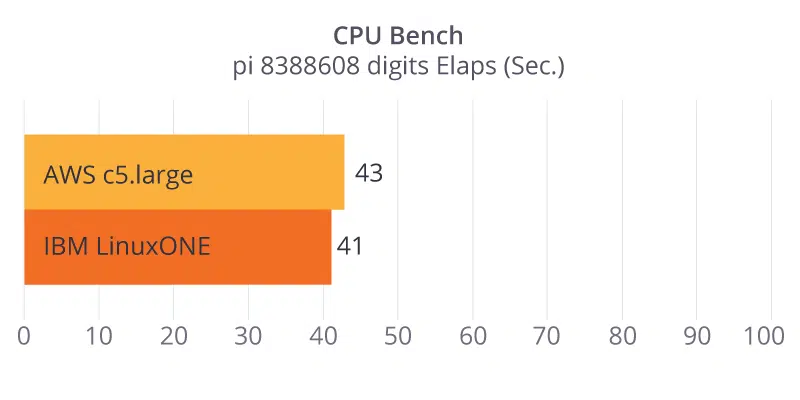 CPU Bench
pi 8388608 digits Elaps (Sec.)
AWS c5.large 43
IBM LinuxONE 41
0 10 20 30 40 50 60 70 80 90 100